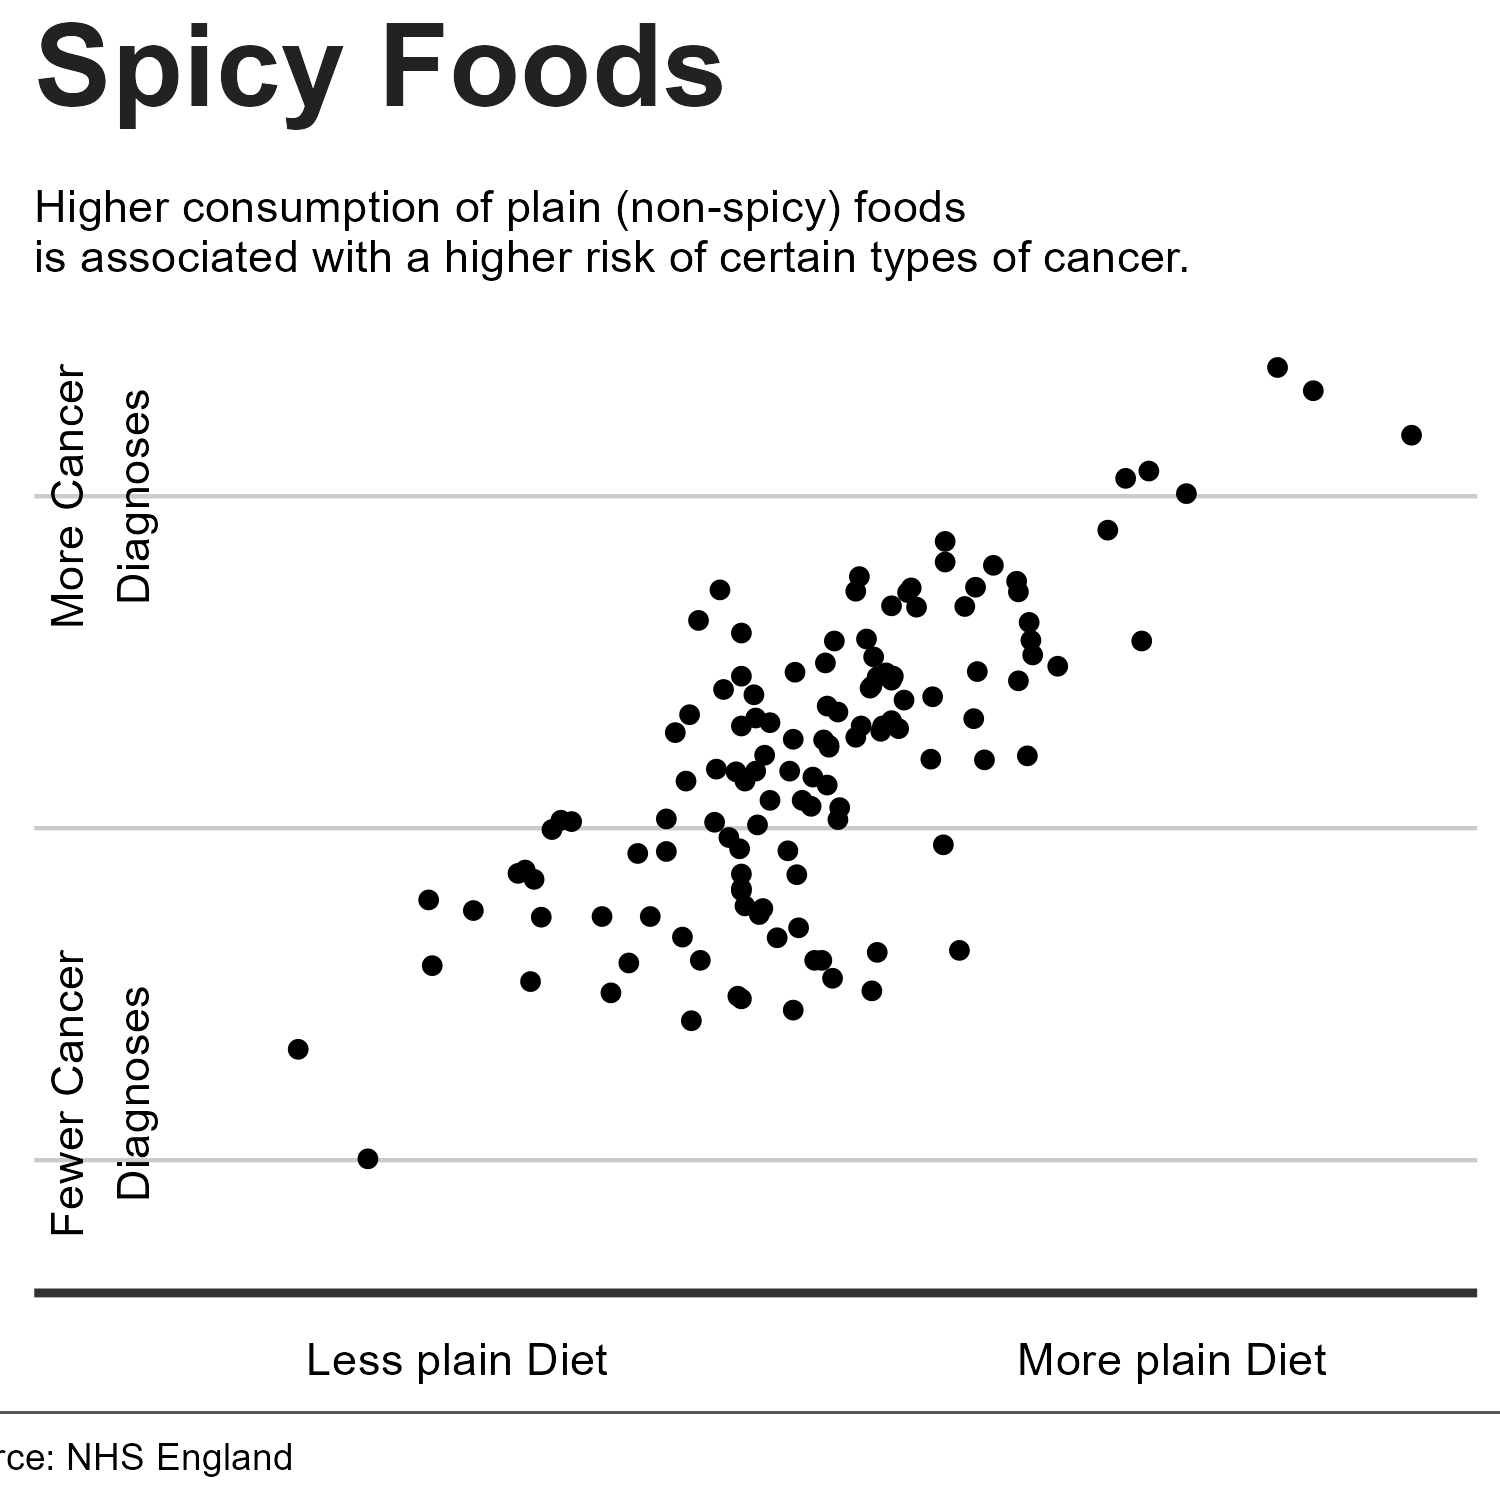 Spicy Foods
Higher consumption of plain (non-spicy) foods
is associated with a higher risk of certain types of cancer.
More Cancer
Diagnoses
Fewer Cancer
Diagnoses
Less plain Diet
More plain Diet
rce: NHS England